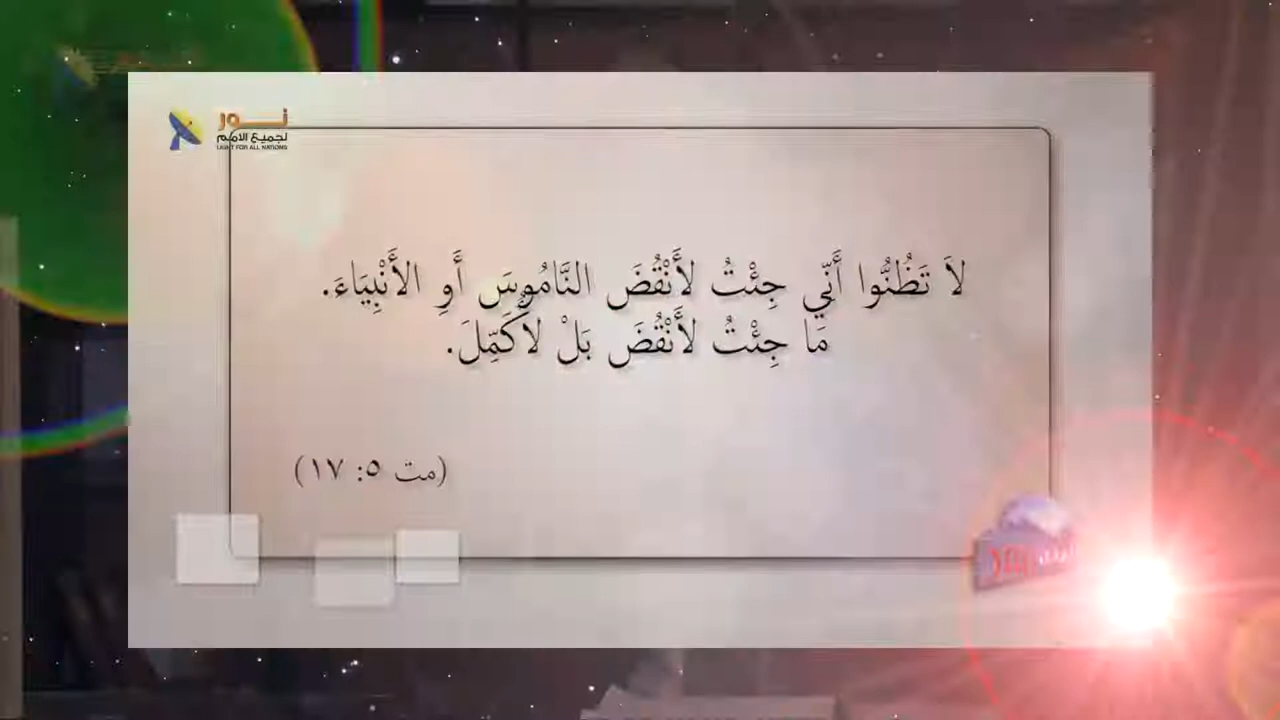 نور
لجميع الامم
LIGHT FOR ALL NATIONS
لاَ تَظُنُّوا أَنِّي جِئْتُ لأَنْقُضَ النَّامُوسَ أَوِ الأَنْبِيَاءَ.
مَا جِئْتُ لأَنْقُضَ بَلْ لأُكَمِّلَ.
(مت ٥: ١٧)